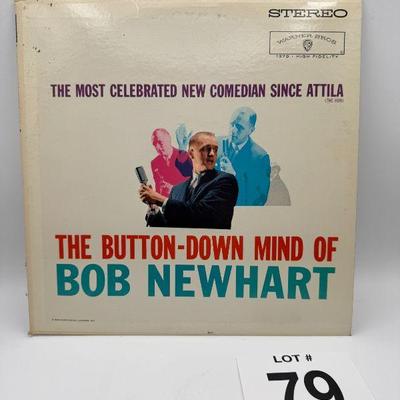 STEREO
WARNER BROS
1379 • HIGH FIDELITY
THE MOST CELEBRATED NEW COMEDIAN SINCE ATTILA
(THE HUN)
THE BUTTON-DOWN MIND OF
BOB NEWHART
LOT #
79